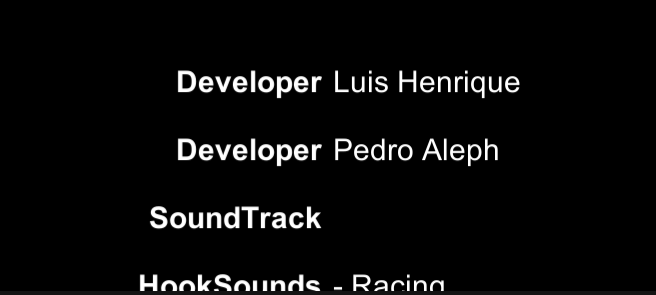 Developer Luis Henrique
Developer Pedro Aleph
SoundTrack
HookSounds - Racing